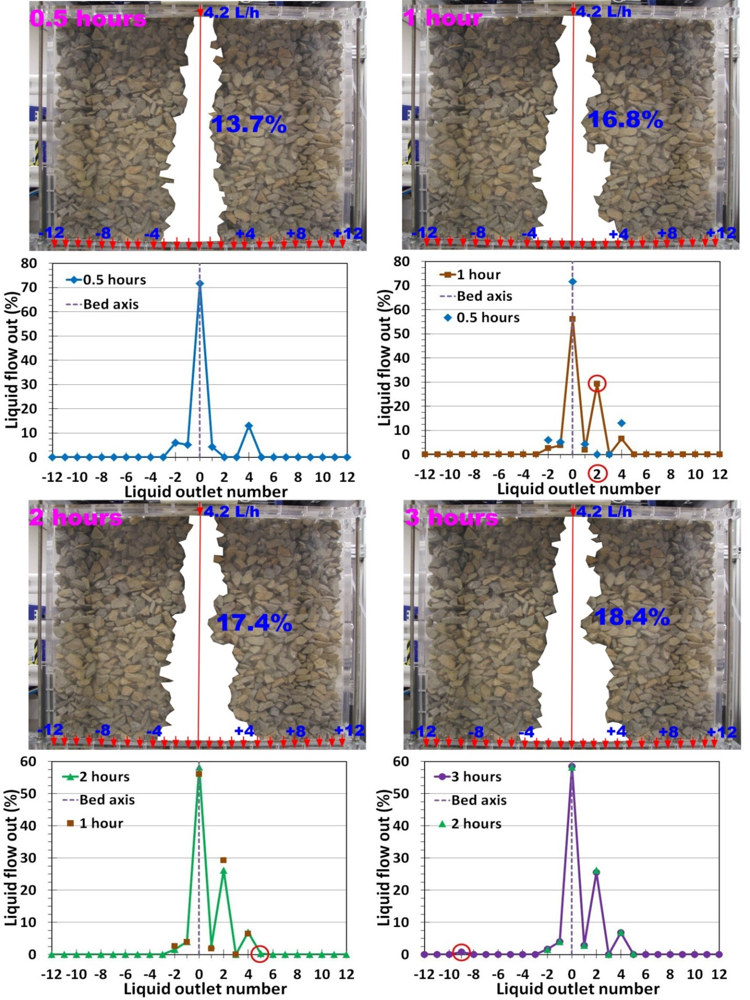 0.5 hours
4.2 L/h
13.7%
-12 -8 -4 +4 +8 +12
1 hour
4.2 L/h
16.8%
-12 -8 -4 +4 +8 +12
Liquid flow out (%)
80
70
60
50
40
30
20
10
0
0.5 hours
Bed axis
-12 -10 -8 -6 -4 -2 0 2 4 6 8 10 12
Liquid outlet number
Liquid flow out (%)
80
70
60
50
40
30
20
10
0
1 hour
Bed axis
0.5 hours
-12 -10 -8 -6 -4 -2 0 2 4 6 8 10 12
Liquid outlet number
2 hours
4.2 L/h
17.4%
-12 -8 -4 +4 +8 +12
3 hours
4.2 L/h
18.4%
-12 -8 -4 +4 +8 +12
Liquid flow out (%)
60
50
40
30
20
10
0
2 hours
Bed axis
1 hour
-12 -10 -8 -6 -4 -2 0 2 4 6 8 10 12
Liquid outlet number
Liquid flow out (%)
60
50
40
30
20
10
0
3 hours
Bed axis
2 hours
-12 -10 -8 -6 -4 -2 0 2 4 6 8 10 12
Liquid outlet number